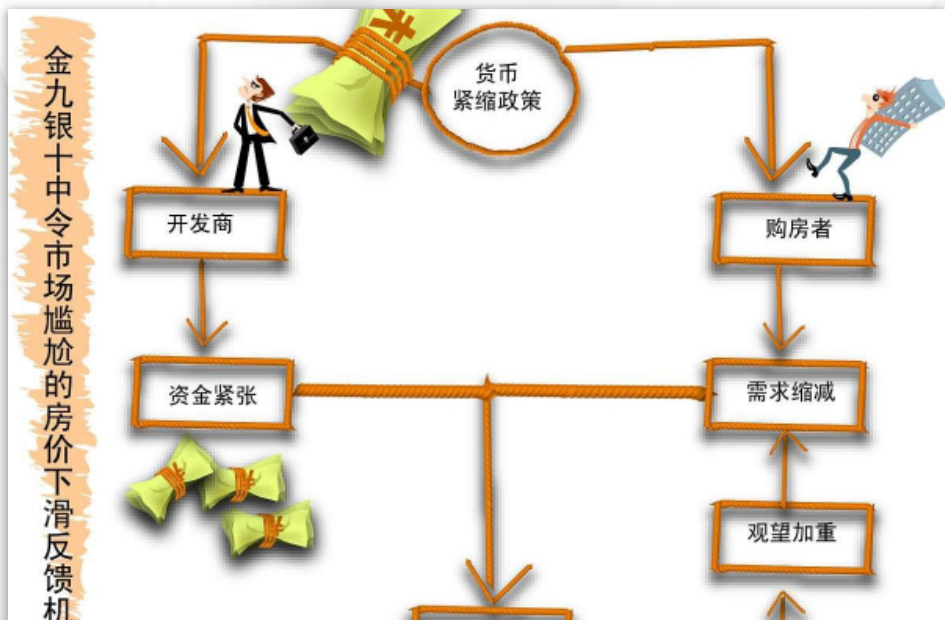 金九银十中令市场尴尬的房价下滑反馈机
货币
紧缩政策
开发商
购房者
资金紧张
需求缩减
观望加重